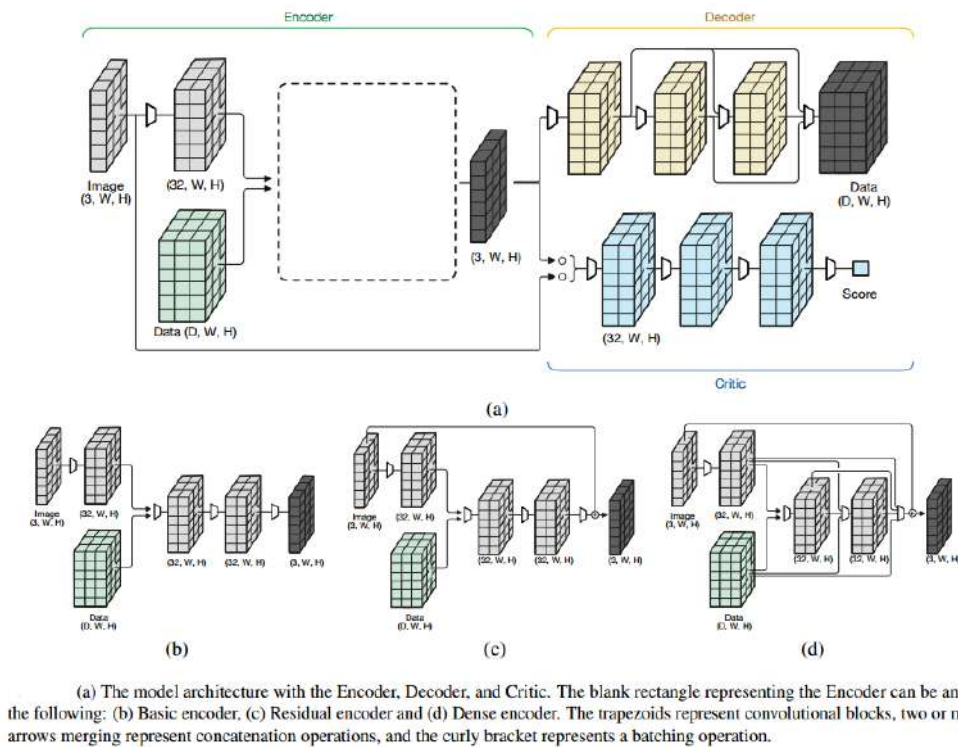 Encoder
Decoder
Image
(3, W, H)
(32, W, H)
Data (D, W, H)
(3, W, H)
Data
(D, W, H)
(32, W, H)
Score
Critic
(a)
Image
(3, W, H)
(32, W, H)
Data
(D, W, H)
(32, W, H)
(32, W, H)
(3, W, H)
(b)
Image
(3, W, H)
(32, W, H)
Data
(D, W, H)
(32, W, H)
(32, W, H)
(3, W, H)
(c)
Image
(3, W, H)
(32, W, H)
Data
(D, W, H)
(32, W, H)
(32, W, H)
(3, W, H)
(d)
(a) The model architecture with the Encoder, Decoder, and Critic. The blank rectangle representing the Encoder can be an
the following: (b) Basic encoder, (c) Residual encoder and (d) Dense encoder. The trapezoids represent convolutional blocks, two or
arrows merging represent concatenation operations, and the curly bracket represents a batching operation.